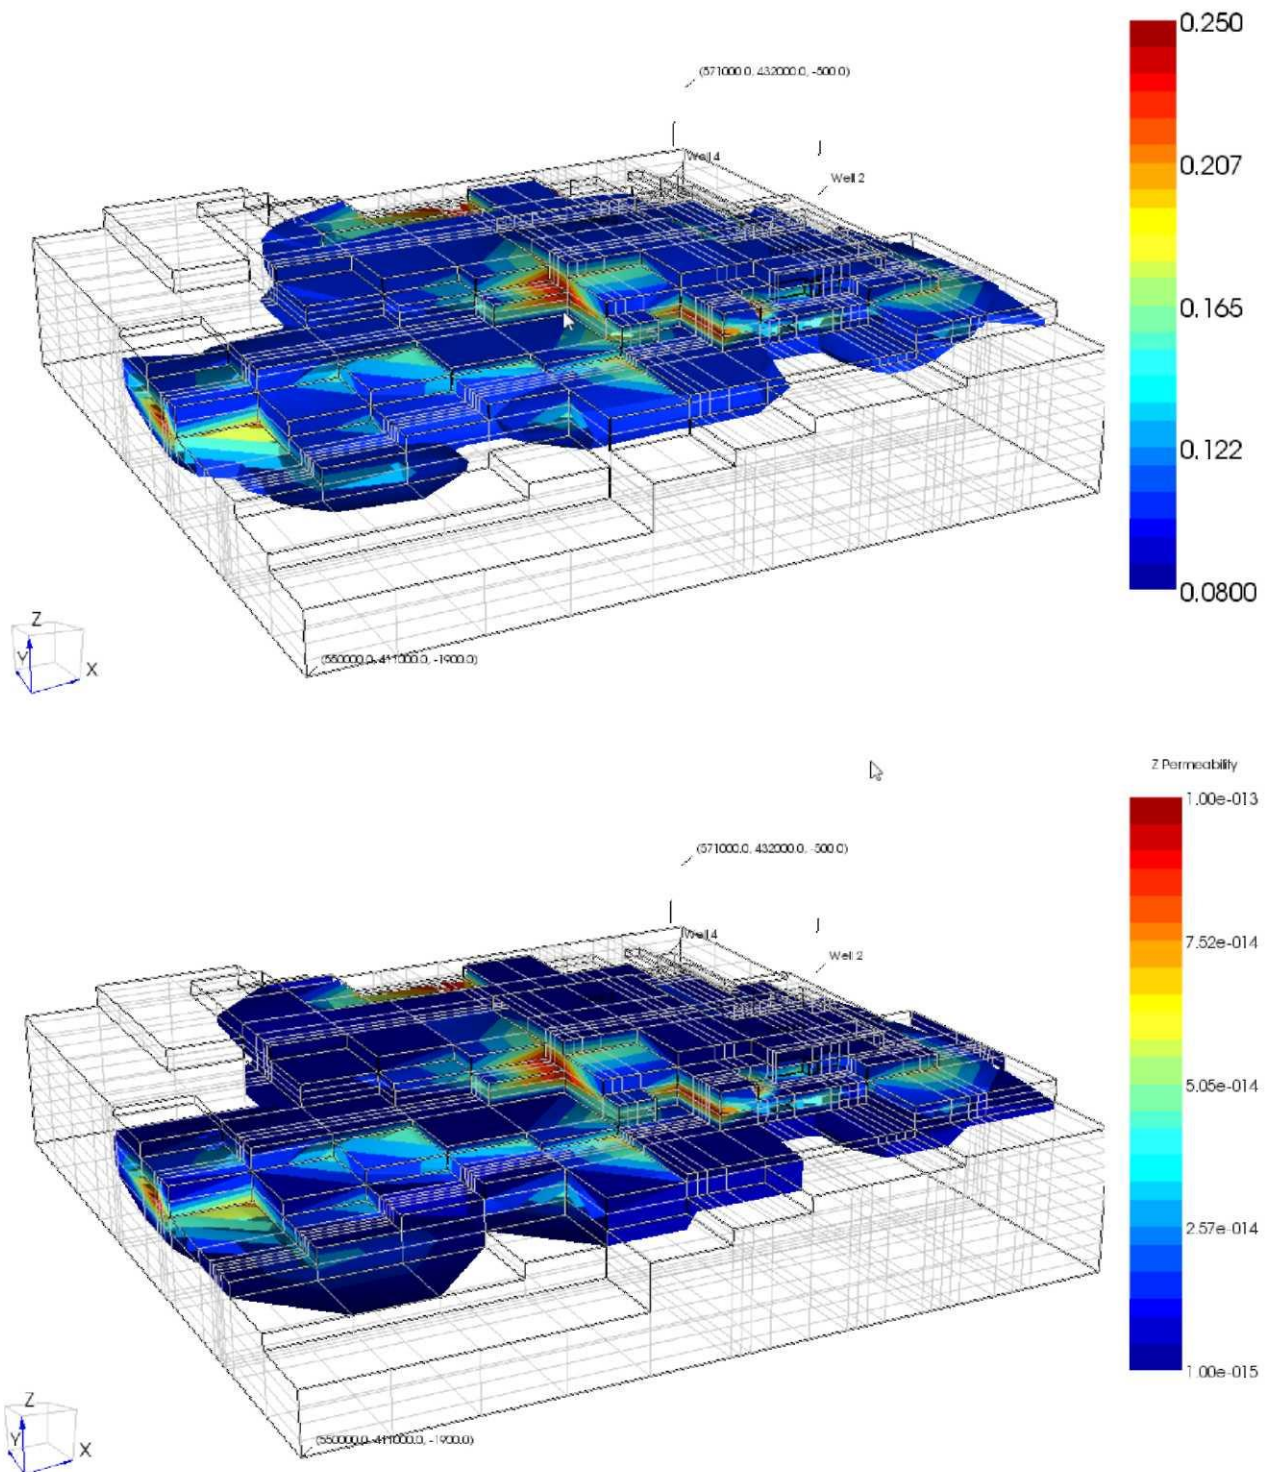 0.250
(571000.0, 432000.0, -500.0)
Well 4
0.207
Well 2
0.165
0.122
0.0800
Z
Y
X
(550000.0, 411000.0, -1900.0)
Z Permeability
1.00e-013
(571000.0, 432000.0, -500.0)
Well 4
7.52e-014
Well 2
5.05e-014
2.57e-014
1.00e-015
Z
Y
X
(550000.0, 411000.0, -1900.0)